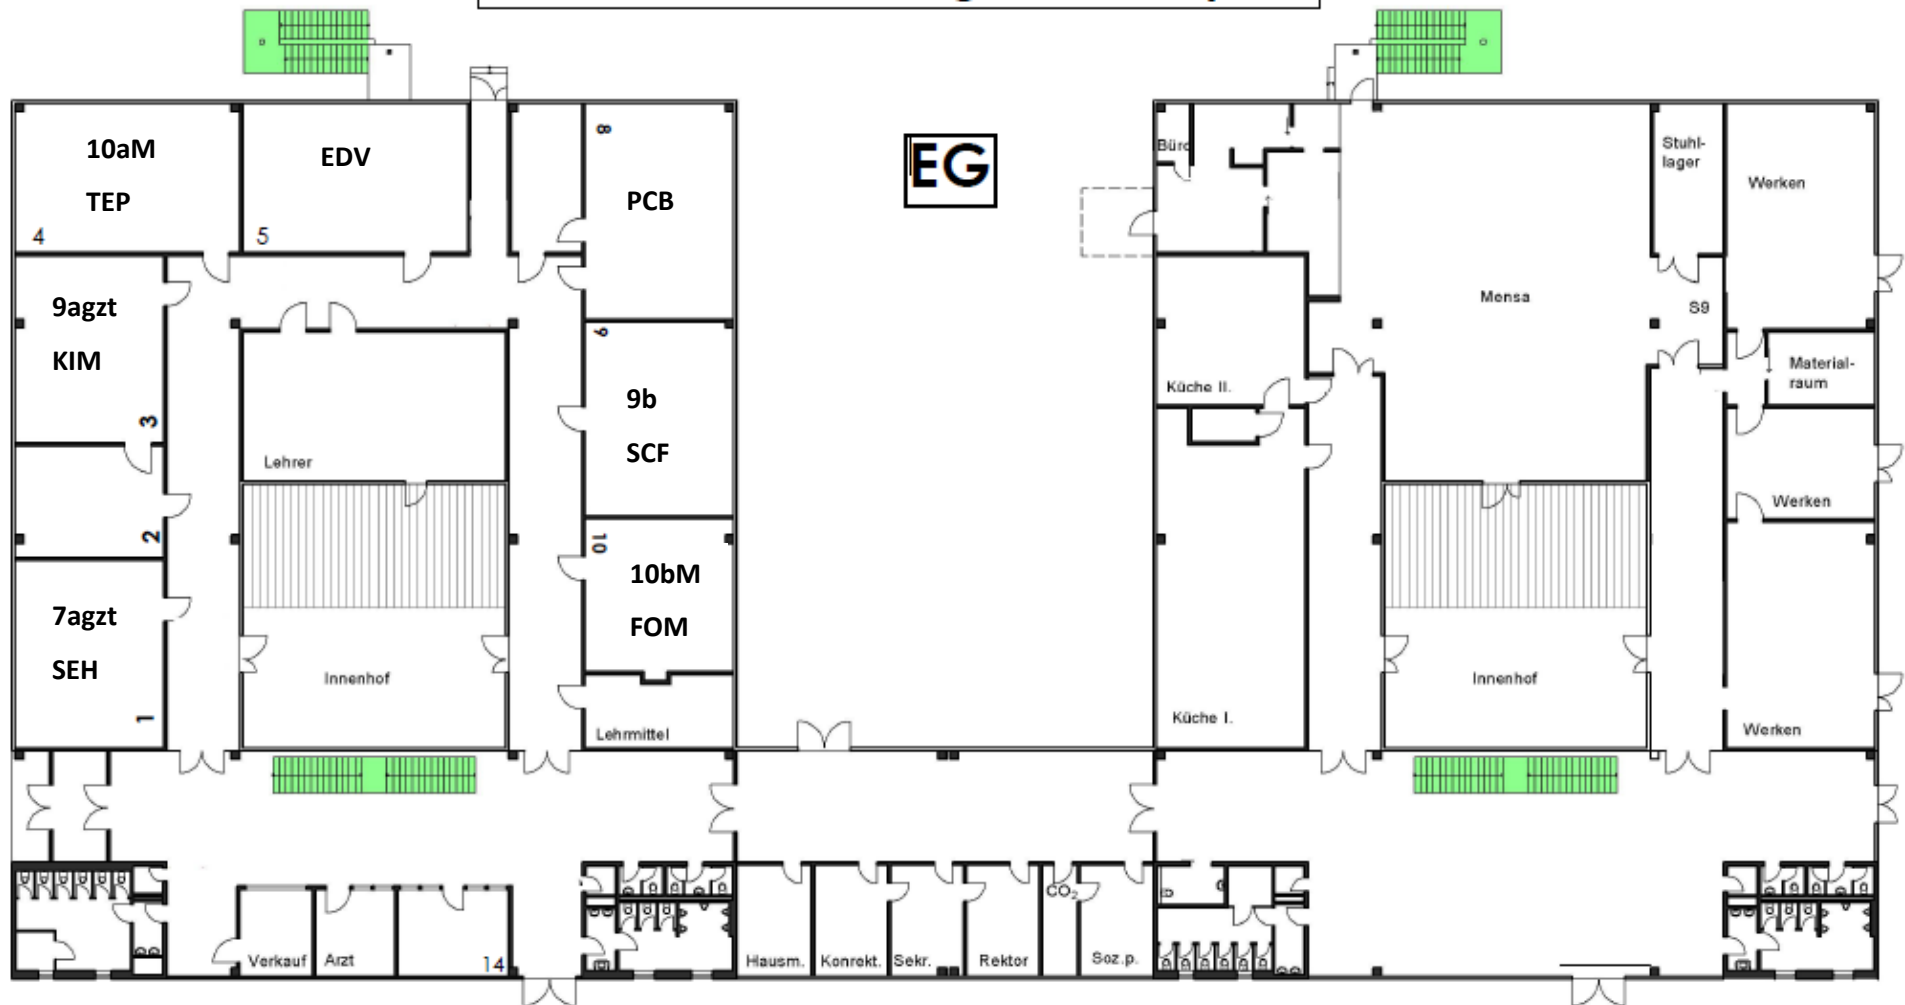 EG
10aM
TEP
4
EDV
5
8
PCB
9agzt
KIM
3
9
9b
SCF
Lehrer
2
10
10bM
FOM
7agzt
SEH
1
Innenhof
Lehrmittel
Verkauf
Arzt
14
Hausm.
Konrekt.
Sekr.
Rektor
CO2
Soz.p.
Büro
Küche II.
Küche I.
Mensa
Stuhl-
lager
S9
Werken
Material-
raum
Werken
Werken
Innenhof